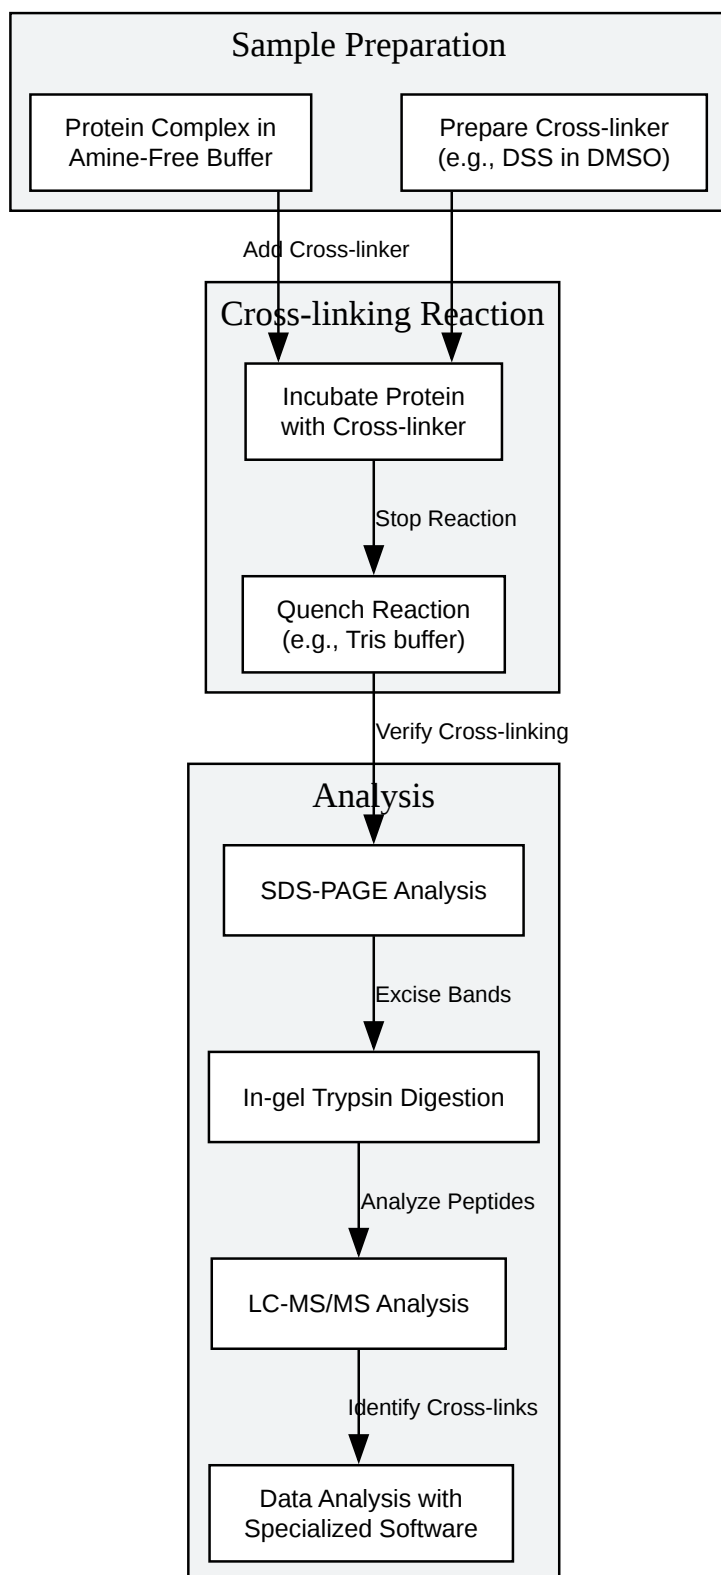 Sample Preparation
Protein Complex in
Amine-Free Buffer
Prepare Cross-linker
(e.g., DSS in DMSO)
Add Cross-linker
Cross-linking Reaction
Incubate Protein
with Cross-linker
Stop Reaction
Quench Reaction
(e.g., Tris buffer)
Verify Cross-linking
Analysis
SDS-PAGE Analysis
Excise Bands
In-gel Trypsin Digestion
Analyze Peptides
LC-MS/MS Analysis
Identify Cross-links
Data Analysis with
Specialized Software